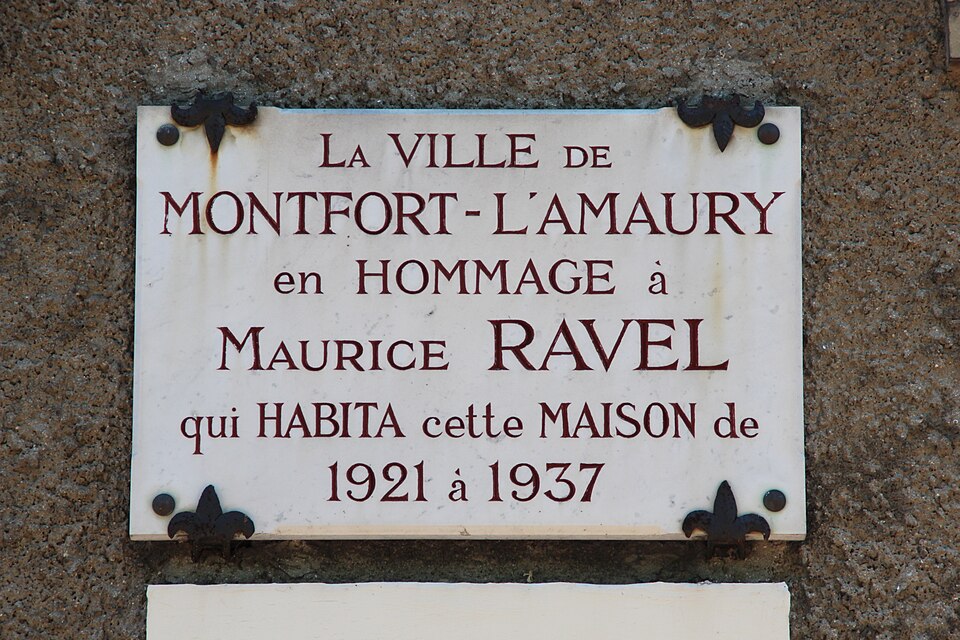 La VILLE DE
MONTFORT-L'AMAURY
en HOMMAGE à
MAURICE RAVEL
qui HABITA cette MAISON de
1921 à 1937